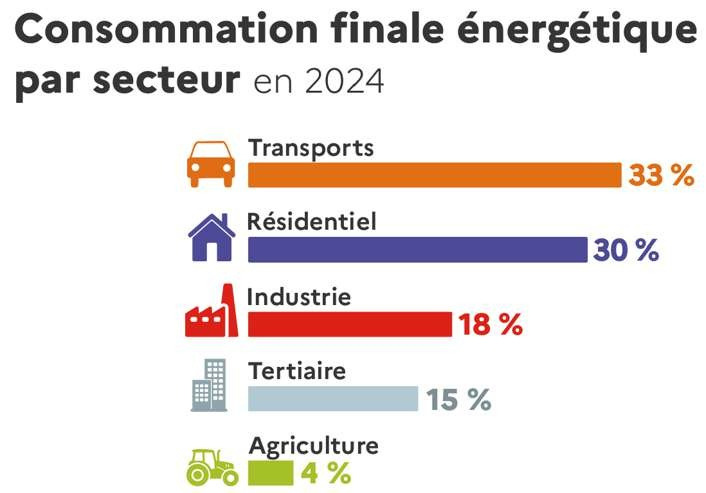 Consommation finale énergétique
par secteur en 2024
Transports
33 %
Résidentiel
30 %
Industrie
18 %
Tertiaire
15 %
Agriculture
4 %